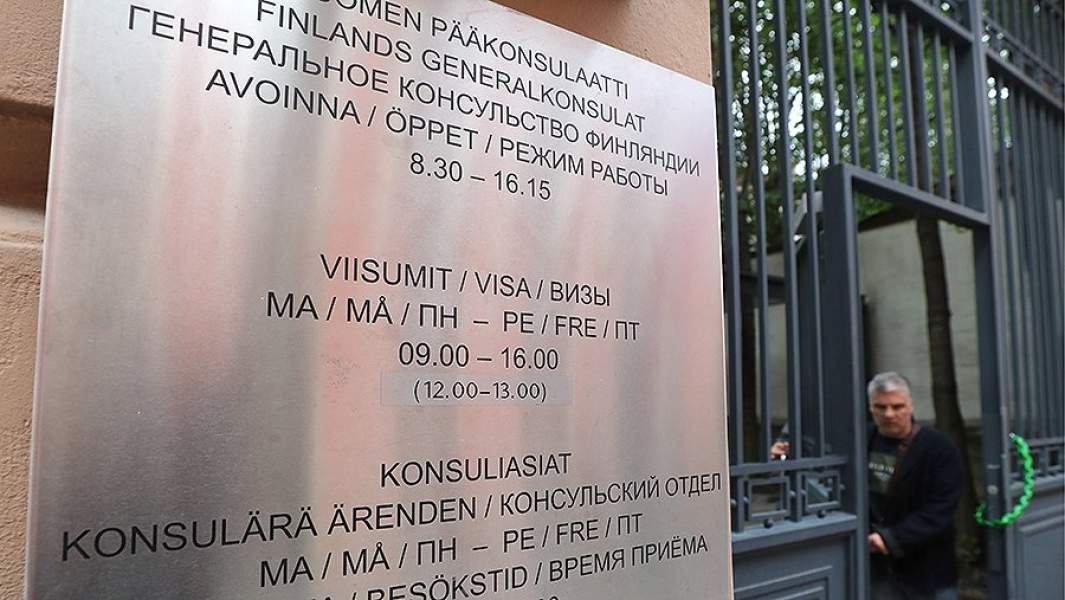 PÄÄKONSULAATTI
FINLANDS GENERALKONSULAT
ГЕНЕРАЛЬНОЕ КОНСУЛЬСТВО ФИНЛЯНДИИ
AVOINNA / ÖPPET / РЕЖИМ РАБОТЫ
8.30 – 16.15
VIISUMIT / VISA / ВИЗЫ
MA / MÅ / ПН – PE / FRE / ПТ
09.00 – 16.00
(12.00–13.00)
KONSULIASIAT
KONSULÄRÄ ÄRENDEN / КОНСУЛЬСКИЙ ОТДЕЛ
MA / MÅ / ПН – PE / FRE / ПТ
BESÖKSTID / ВРЕМЯ ПРИЁМА